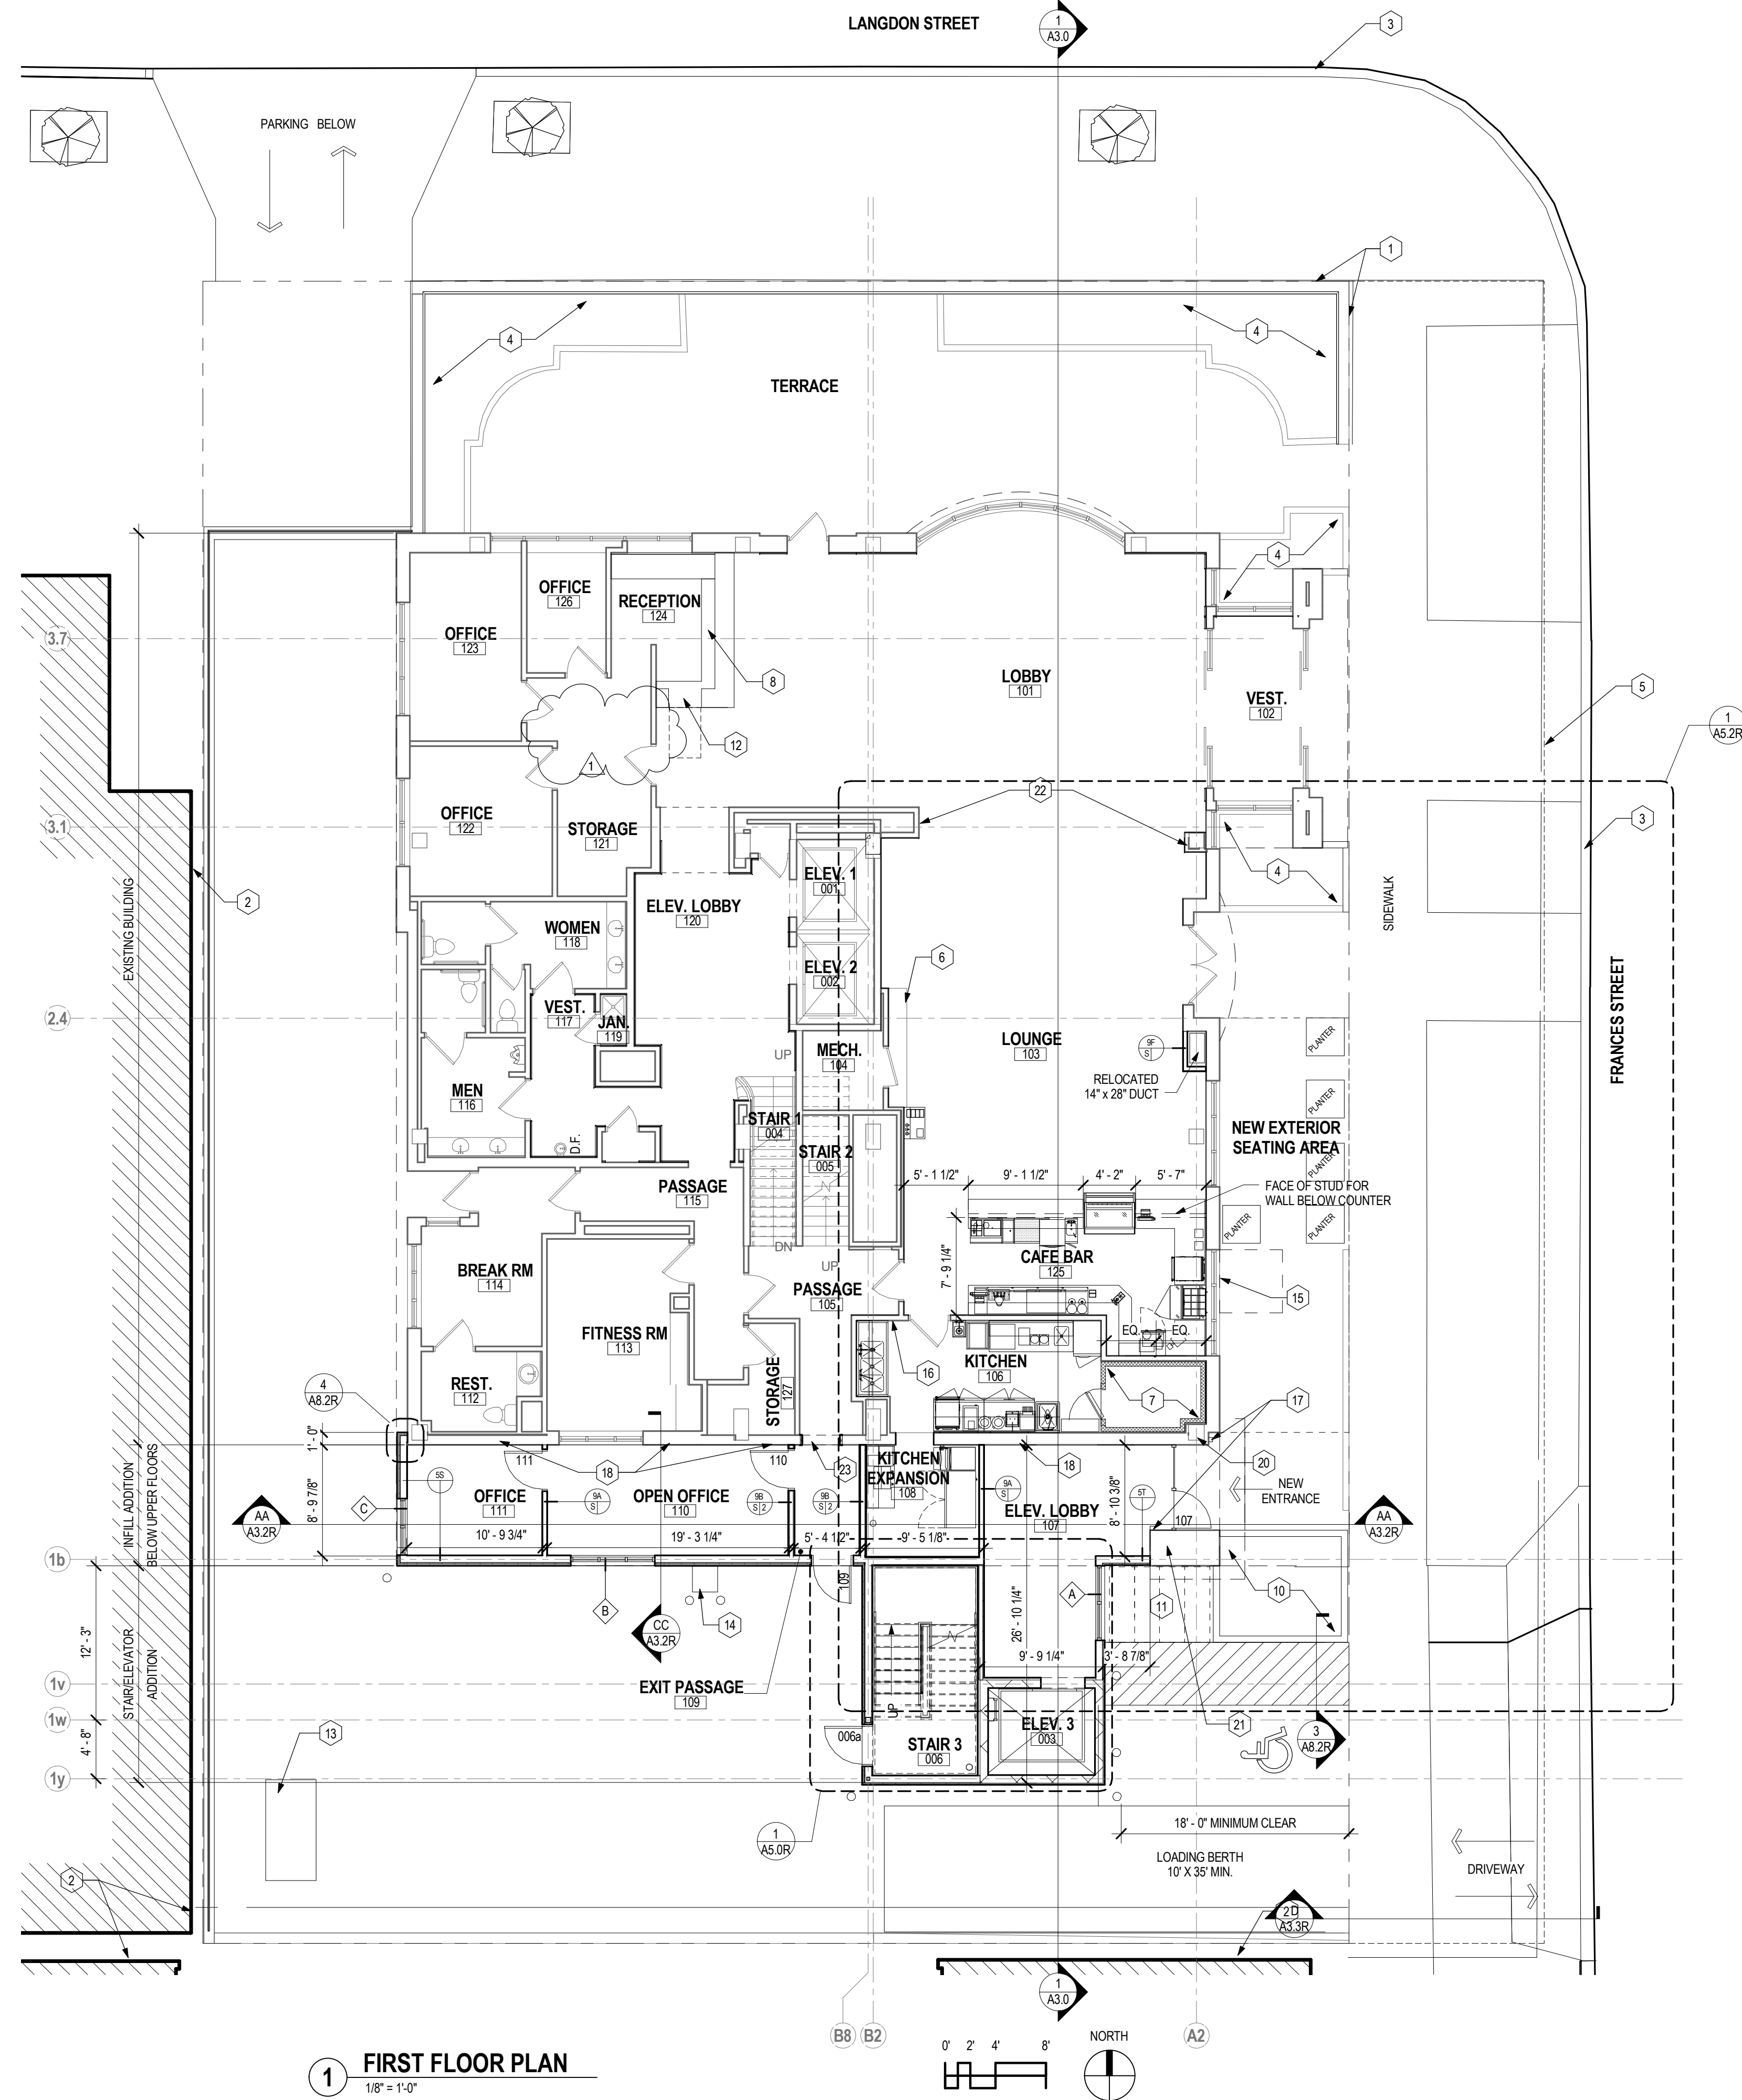 LANGDON STREET
1
A3.0
3
PARKING BELOW
1
4
4
TERRACE
4
OFFICE
126
RECEPTION
124
OFFICE
123
3.7
8
LOBBY
101
VEST.
102
5
1
A5.2R
12
1
22
OFFICE
122
STORAGE
121
3.1
3
4
ELEV. 1
001
2
ELEV. LOBBY
120
EXISTING BUILDING
SIDEWALK
WOMEN
118
ELEV. 2
002
6
FRANCES STREET
2.4
VEST.
117
JAN.
119
UP
MECH.
104
LOUNGE
103
9F
S
PLANTER
RELOCATED
14" x 28" DUCT
PLANTER
MEN
116
STAIR 1
004
D.F.
STAIR 2
005
NEW EXTERIOR
SEATING AREA
PLANTER
PASSAGE
115
5' - 1 1/2"
9' - 1 1/2"
4' - 2"
5' - 7"
FACE OF STUD FOR
WALL BELOW COUNTER
PLANTER
PLANTER
DN
UP
7' - 9 1/4"
CAFE BAR
125
BREAK RM
114
PASSAGE
105
15
FITNESS RM
113
EQ.
EQ.
KITCHEN
106
16
7
REST.
112
STORAGE
127
4
A8.2R
17
1' - 0"
INFILL ADDITION
BELOW UPPER FLOORS
8' - 9 7/8"
111
18
110
23
KITCHEN
EXPANSION
108
18
20
5S
C
OFFICE
111
9A
S
OPEN OFFICE
110
9B
S 2
9B
S 2
9A
S
ELEV. LOBBY
107
8' - 10 3/8"
5T
NEW
ENTRANCE
107
AA
A3.2R
AA
A3.2R
10' - 9 3/4"
19' - 3 1/4"
5' - 4 1/2"
9' - 5 1/8"
1b
109
B
14
A
11
10
CC
A3.2R
26' - 10 1/4"
12' - 3"
STAIR/ELEVATOR
ADDITION
9' - 9 1/4"
3' - 8 7/8"
1v
EXIT PASSAGE
109
UP
1w
13
006a
STAIR 3
006
ELEV. 3
003
21
3
A8.2R
4' - 8"
1y
1
A5.0R
18' - 0" MINIMUM CLEAR
LOADING BERTH
10' X 35' MIN.
DRIVEWAY
2
2
D
A3.3R
1
A3.0
B8
B2
A2
0' 2' 4' 8'
NORTH
1
FIRST FLOOR PLAN
1/8" = 1'-0"